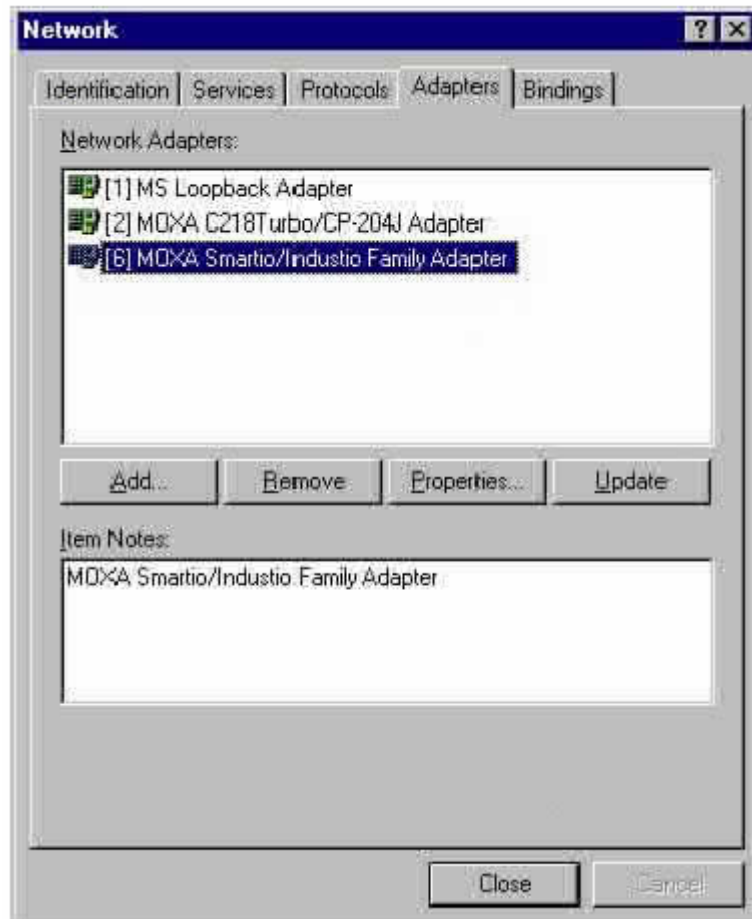 Network
Identification Services Protocols Adapters Bindings
Network Adapters:
[1] MS Loopback Adapter
[2] MOXA C218Turbo/CP-204J Adapter
[6] MOXA Smartio/Industio Family Adapter
Add... Remove Properties... Update
Item Notes:
MOXA Smartio/Industio Family Adapter
Close Cancel